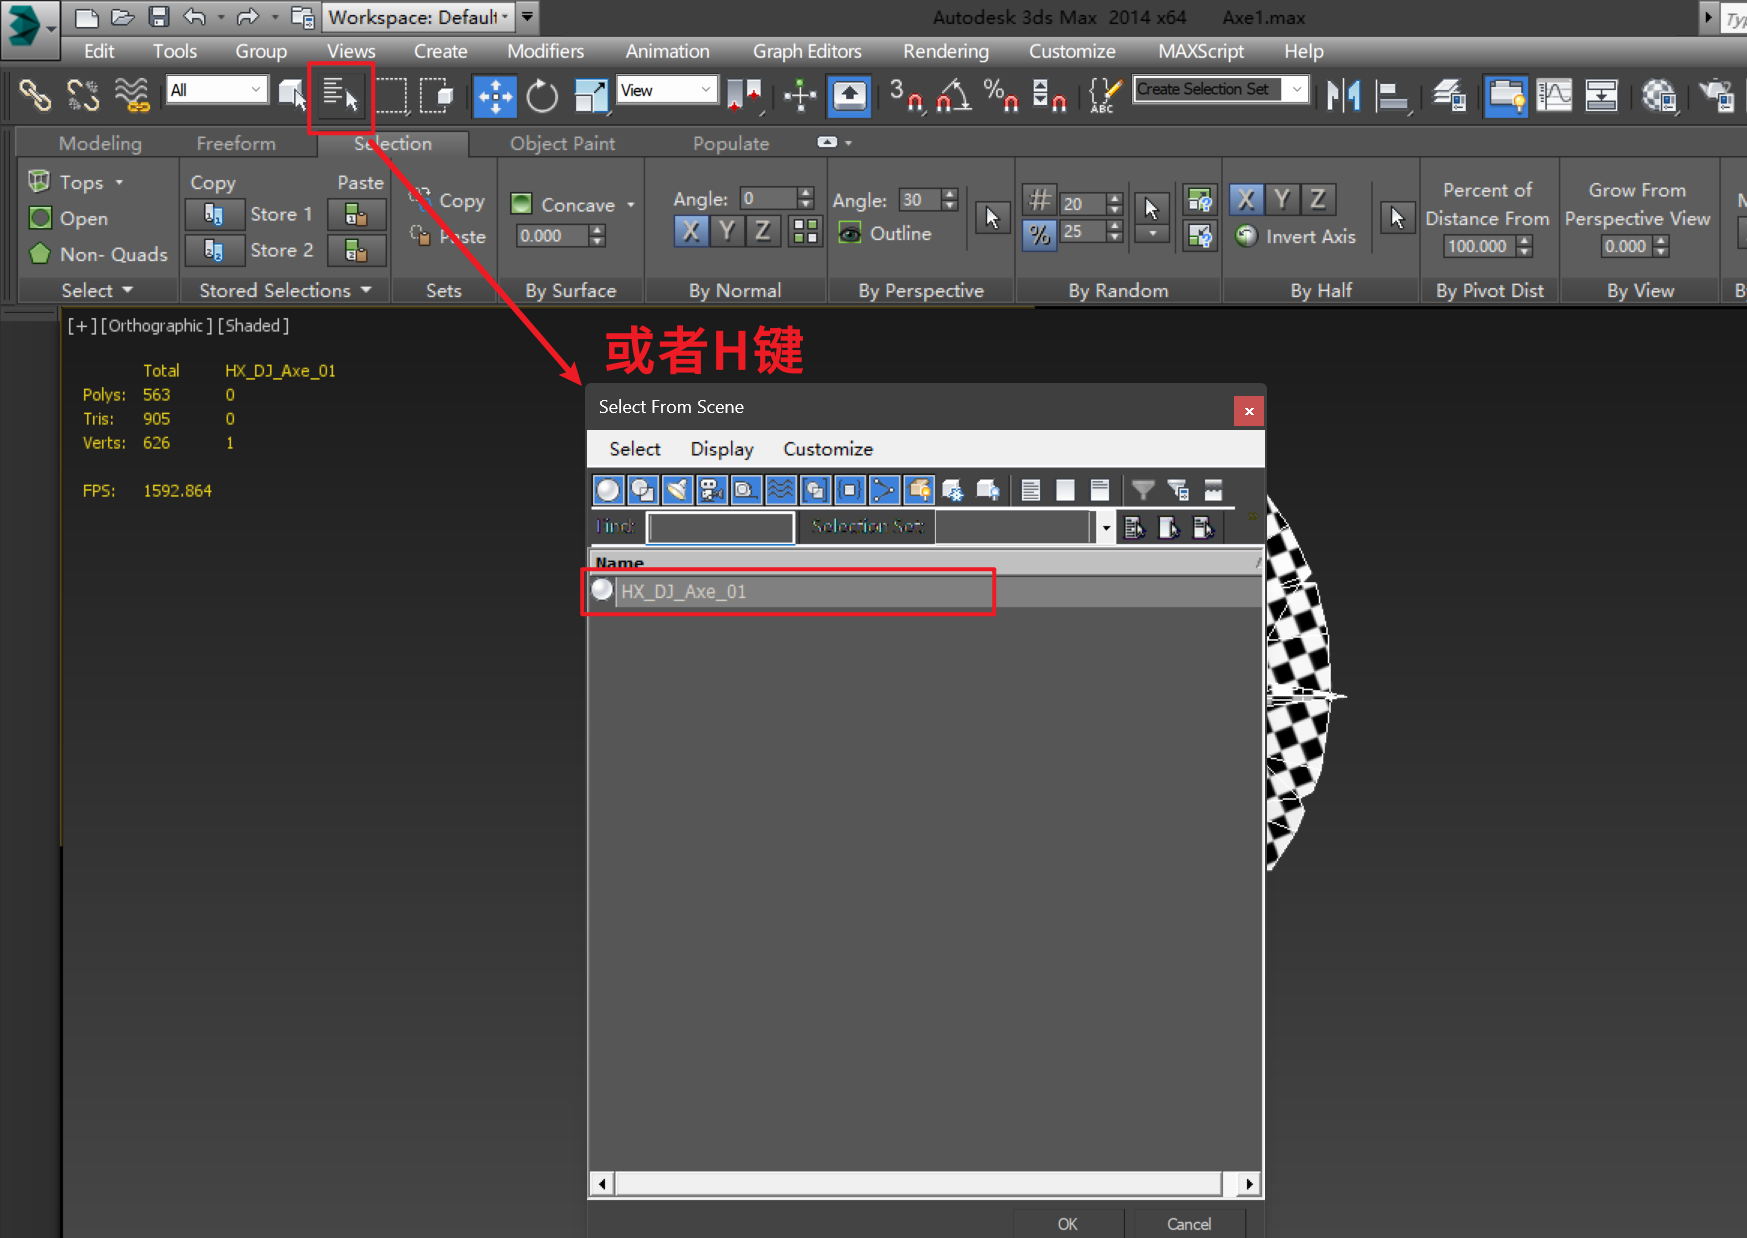 Workspace: Default
Autodesk 3ds Max 2014 x64 Axe1.max
Edit Tools Group Views Create Modifiers Animation Graph Editors Rendering Customize MAXScript Help
All
View
3
%
ABC
Create Selection Set
Modeling Freeform Selection Object Paint Populate
Tops
Open
Non- Quads
Select
Copy Paste
Store 1
Store 2
Stored Selections
Copy
Paste
Sets
Concave
0.000
By Surface
Angle: 0
X Y Z
By Normal
Angle: 30
Outline
By Perspective
# 20
% 25
By Random
X Y Z
Invert Axis
By Half
Percent of
Distance From
100.000
By Pivot Dist
Grow From
Perspective View
0.000
By View
[+] [Orthographic] [Shaded]
Total HX_DJ_Axe_01
Polys: 563 0
Tris: 905 0
Verts: 626 1
FPS: 1592.864
或者H键
Select From Scene
Select Display Customize
Find: Selection Set:
Name
HX_DJ_Axe_01
OK Cancel